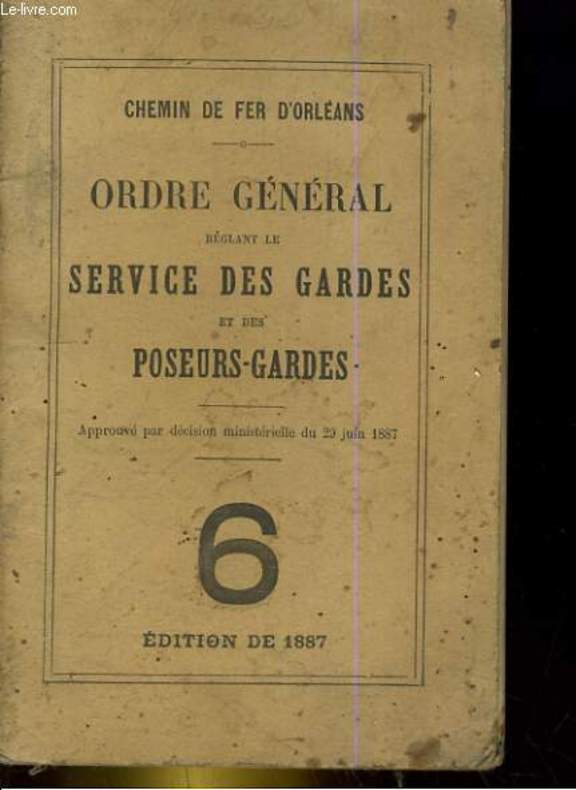 Le-livre.com
CHEMIN DE FER D'ORLÉANS
ORDRE GÉNÉRAL
RÉGLANT LE
SERVICE DES GARDES
ET DES
POSEURS-GARDES
Approuvé par décision ministérielle du 29 juin 1887
6
ÉDITION DE 1887